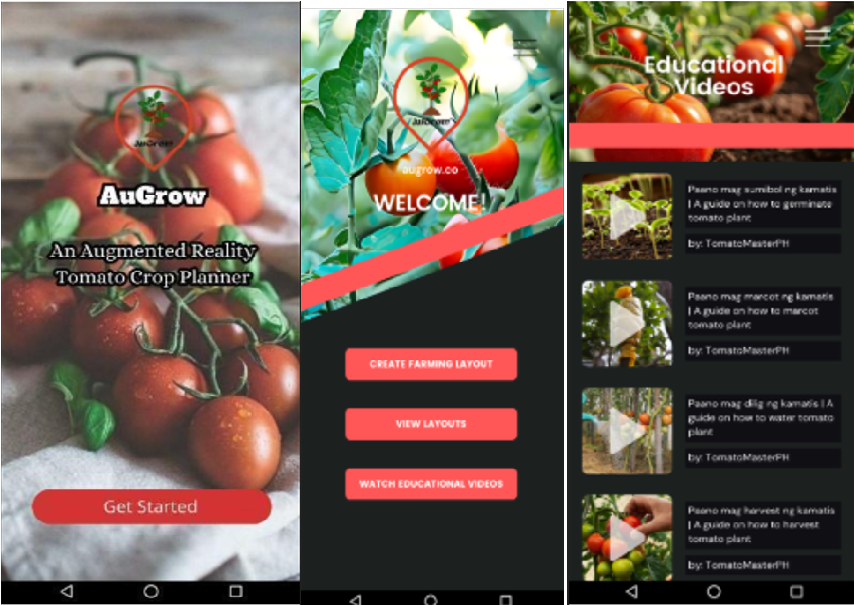 AuGrow
AuGrow
An Augmented Reality
Tomato Crop Planner
Get Started
AuGrow
augrow.co
WELCOME!
CREATE FARMING LAYOUT
VIEW LAYOUTS
WATCH EDUCATIONAL VIDEOS
Educational
Videos
Paano mag sumibol ng kamatis
| A guide on how to germinate
tomato plant
by: TomatoMasterPH
Paano mag marcot ng kamatis
| A guide on how to marcot
tomato plant
by: TomatoMasterPH
Paano mag dilig ng kamatis | A
guide on how to water tomato
plant
by: TomatoMasterPH
Paano mag harvest ng kamatis
| A guide on how to harvest
tomato plant
by: TomatoMasterPH